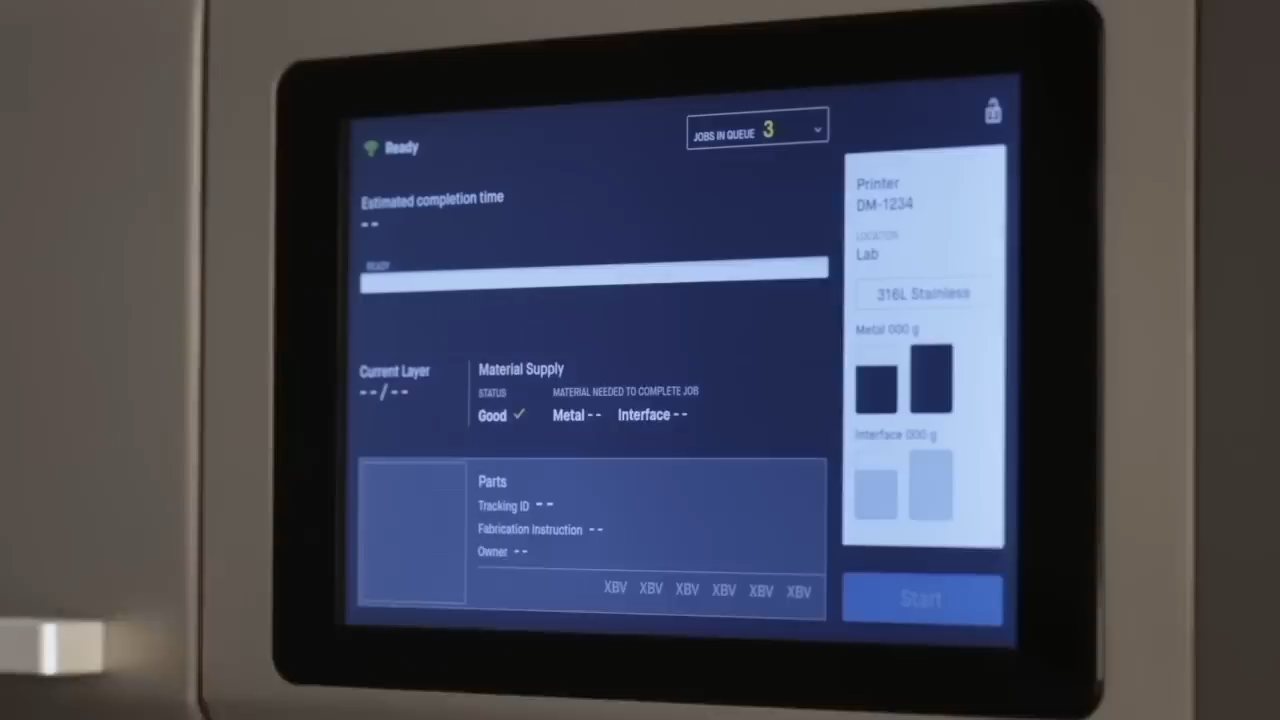 Ready
JOBS IN QUEUE 3
Estimated completion time
--
READY
Current Layer
--/--
Material Supply
STATUS
MATERIAL NEEDED TO COMPLETE JOB
Good
Metal -- Interface --
Parts
Tracking ID --
Fabrication Instruction --
Owner --
XBV XBV XBV XBV XBV XBV
Printer
DM-1234
LOCATION
Lab
316L Stainless
Metal 000 g
Interface 000 g
Start